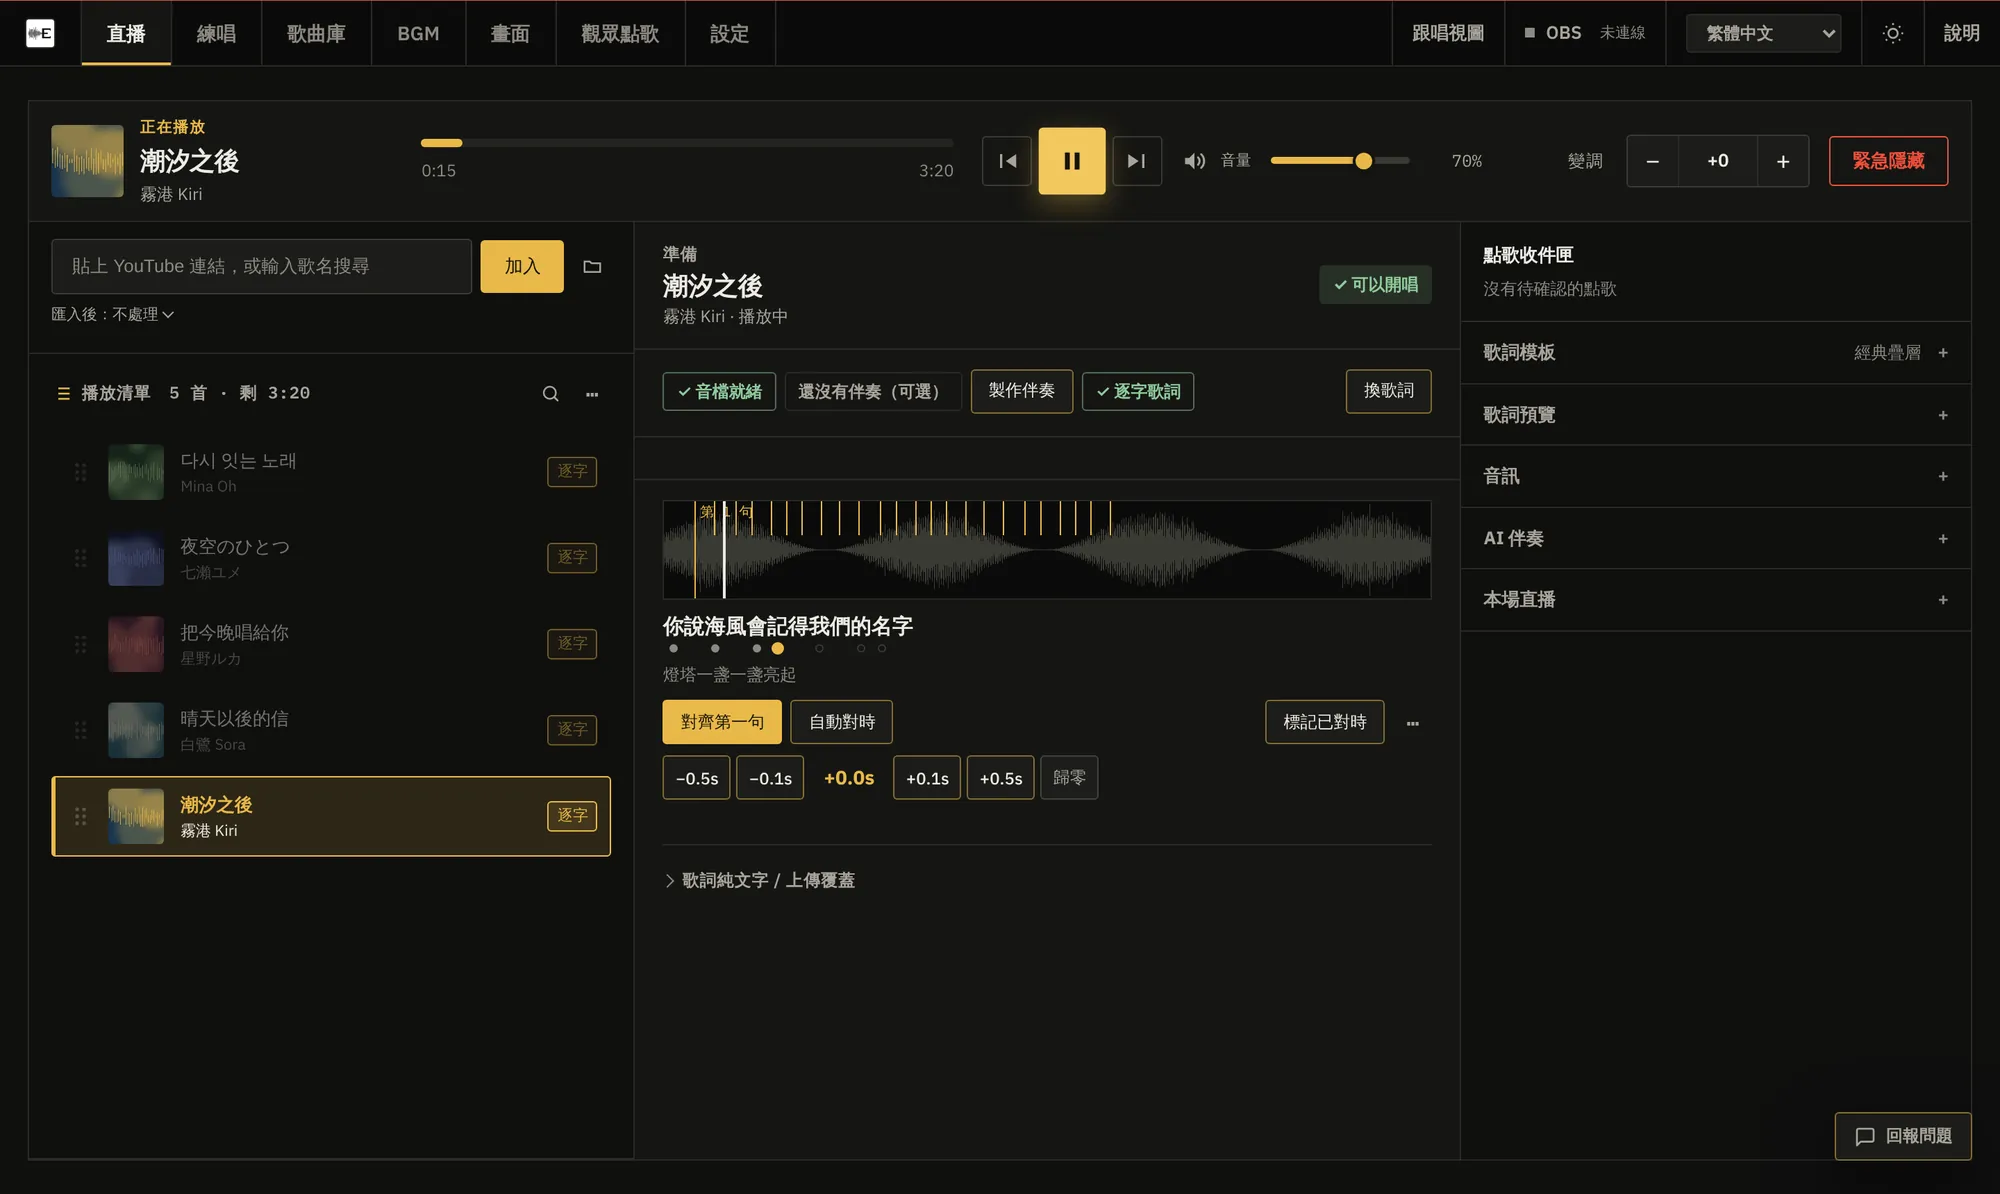 E
直播
練唱
歌曲庫
BGM
畫面
觀眾點歌
設定
跟唱視圖
OBS 未連線
繁體中文
說明
正在播放
潮汐之後
霧港 Kiri
0:15
3:20
音量
70%
變調
−
+0
+
緊急隱藏
貼上 YouTube 連結，或輸入歌名搜尋
加入
匯入後：不處理
播放清單 5 首 · 剩 3:20
다시 잇는 노래
Mina Oh
逐字
夜空のひとつ
七瀬ユメ
逐字
把今晚唱給你
星野ルカ
逐字
晴天以後的信
白鷺 Sora
逐字
潮汐之後
霧港 Kiri
逐字
準備
潮汐之後
霧港 Kiri · 播放中
✓可以開唱
✓音檔就緒
還沒有伴奏（可選）
製作伴奏
✓逐字歌詞
換歌詞
第 1 句
你說海風會記得我們的名字
燈塔一盞一盞亮起
對齊第一句
自動對時
標記已對時
−0.5s
−0.1s
+0.0s
+0.1s
+0.5s
歸零
歌詞純文字 / 上傳覆蓋
點歌收件匣
沒有待確認的點歌
歌詞模板
經典疊層 +
歌詞預覽 +
音訊 +
AI 伴奏 +
本場直播 +
回報問題